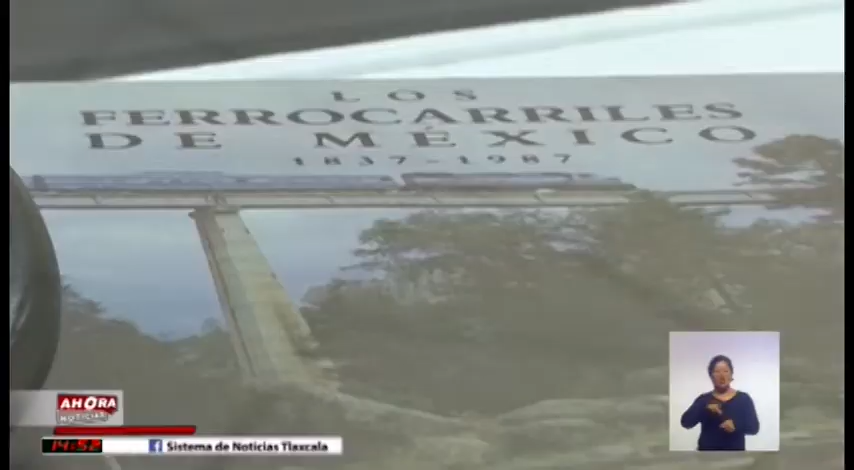 LOS
FERROCARRILES
DE MÉXICO
1837-1987
AHORA
NOTICIAS
14:52
Sistema de Noticias Tlaxcala